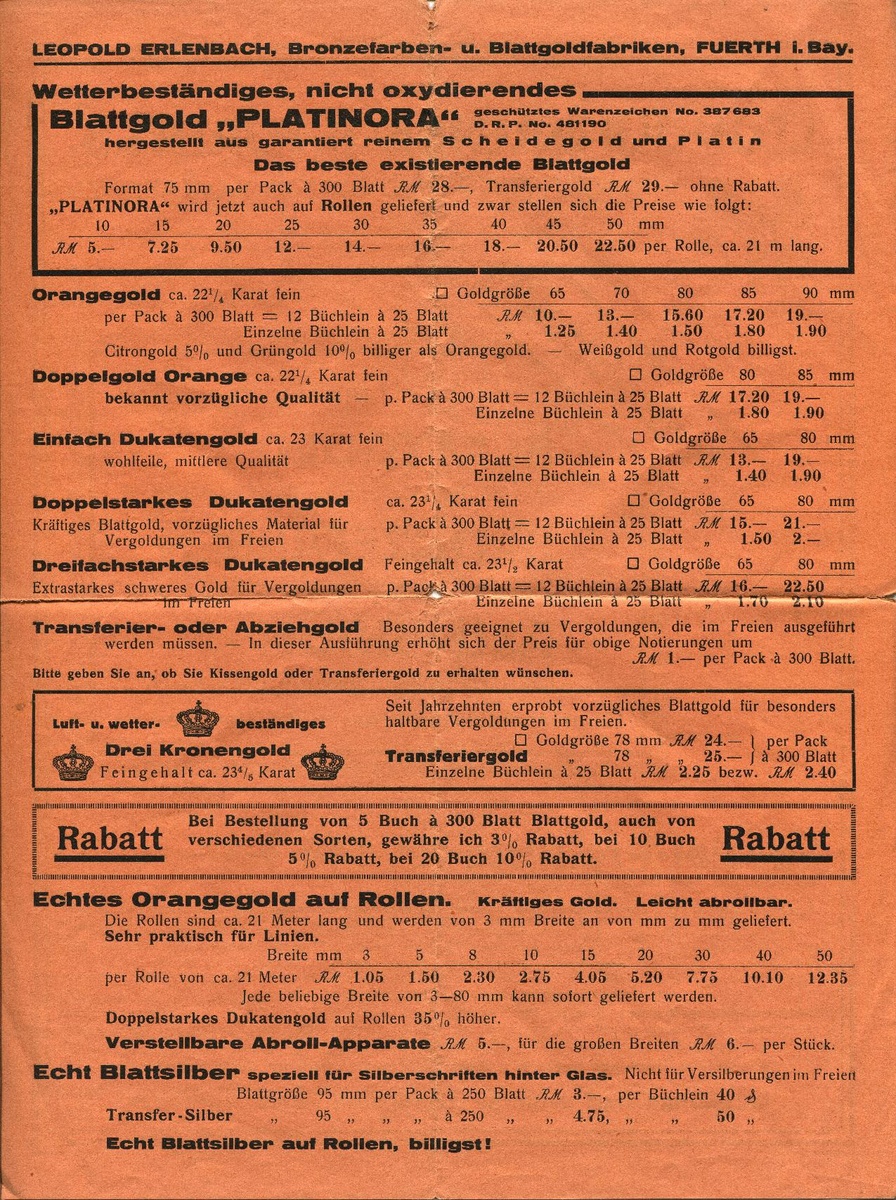 LEOPOLD ERLENBACH, Bronzefarben- u. Blattgoldfabriken, FUERTH i. Bay.
Wetterbeständiges, nicht oxydierendes
Blattgold „PLATINORA“ geschütztes Warenzeichen No. 387683
D. R. P. No. 481190
hergestellt aus garantiert reinem Scheidegold und Platin
Das beste existierende Blattgold
Format 75 mm per Pack à 300 Blatt RM 28.—, Transferiergold RM 29.— ohne Rabatt.
„PLATINORA“ wird jetzt auch auf Rollen geliefert und zwar stellen sich die Preise wie folgt:
10 15 20 25 30 35 40 45 50 mm
RM 5.— 7.25 9.50 12.— 14.— 16.— 18.— 20.50 22.50 per Rolle, ca. 21 m lang.
Orangegold ca. 22¹/₄ Karat fein □ Goldgröße 65 70 80 85 90 mm
per Pack à 300 Blatt = 12 Büchlein à 25 Blatt RM 10.— 13.— 15.60 17.20 19.—
Einzelne Büchlein à 25 Blatt „ 1.25 1.40 1.50 1.80 1.90
Citrongold 5% und Grüngold 10% billiger als Orangegold. — Weißgold und Rotgold billigst.
Doppelgold Orange ca. 22¹/₄ Karat fein □ Goldgröße 80 85 mm
bekannt vorzügliche Qualität — p. Pack à 300 Blatt = 12 Büchlein à 25 Blatt RM 17.20 19.—
Einzelne Büchlein à 25 Blatt „ 1.80 1.90
Einfach Dukatengold ca. 23 Karat fein □ Goldgröße 65 80 mm
wohlfeile, mittlere Qualität p. Pack à 300 Blatt = 12 Büchlein à 25 Blatt RM 13.— 19.—
Einzelne Büchlein à 25 Blatt „ 1.40 1.90
Doppelstarkes Dukatengold ca. 23¹/₄ Karat fein □ Goldgröße 65 80 mm
Kräftiges Blattgold, vorzügliches Material für p. Pack à 300 Blatt = 12 Büchlein à 25 Blatt RM 15.— 21.—
Vergoldungen im Freien Einzelne Büchlein à 25 Blatt „ 1.50 2.—
Dreifachstarkes Dukatengold Feingehalt ca. 23¹/₂ Karat □ Goldgröße 65 80 mm
Extrastarkes schweres Gold für Vergoldungen p. Pack à 300 Blatt = 12 Büchlein à 25 Blatt RM 16.— 22.50
im Freien Einzelne Büchlein à 25 Blatt „ 1.70 2.10
Transferier- oder Abziehgold Besonders geeignet zu Vergoldungen, die im Freien ausgeführt
werden müssen. — In dieser Ausführung erhöht sich der Preis für obige Notierungen um
RM 1.— per Pack à 300 Blatt.
Bitte geben Sie an, ob Sie Kissengold oder Transferiergold zu erhalten wünschen.
Luft- u. wetter- beständiges
Drei Kronengold
Feingehalt ca. 23⁴/₅ Karat
Seit Jahrzehnten erprobt vorzügliches Blattgold für besonders
haltbare Vergoldungen im Freien.
□ Goldgröße 78 mm RM 24.— } per Pack
Transferiergold „ 78 „ „ 25.— } à 300 Blatt
Einzelne Büchlein à 25 Blatt RM 2.25 bezw. RM 2.40
Rabatt
Bei Bestellung von 5 Buch à 300 Blatt Blattgold, auch von
verschiedenen Sorten, gewähre ich 3% Rabatt, bei 10 Buch
5% Rabatt, bei 20 Buch 10% Rabatt.
Rabatt
Echtes Orangegold auf Rollen. Kräftiges Gold. Leicht abrollbar.
Die Rollen sind ca. 21 Meter lang und werden von 3 mm Breite an von mm zu mm geliefert.
Sehr praktisch für Linien.
Breite mm 3 5 8 10 15 20 30 40 50
per Rolle von ca. 21 Meter RM 1.05 1.50 2.30 2.75 4.05 5.20 7.75 10.10 12.35
Jede beliebige Breite von 3—80 mm kann sofort geliefert werden.
Doppelstarkes Dukatengold auf Rollen 35% höher.
Verstellbare Abroll-Apparate RM 5.—, für die großen Breiten RM 6.— per Stück.
Echt Blattsilber speziell für Silberschriften hinter Glas. Nicht für Versilberungen im Freien
Blattgröße 95 mm per Pack à 250 Blatt RM 3.—, per Büchlein 40 ₰
Transfer-Silber „ 95 „ „ „ à 250 „ „ 4.75, „ „ 50 „
Echt Blattsilber auf Rollen, billigst!